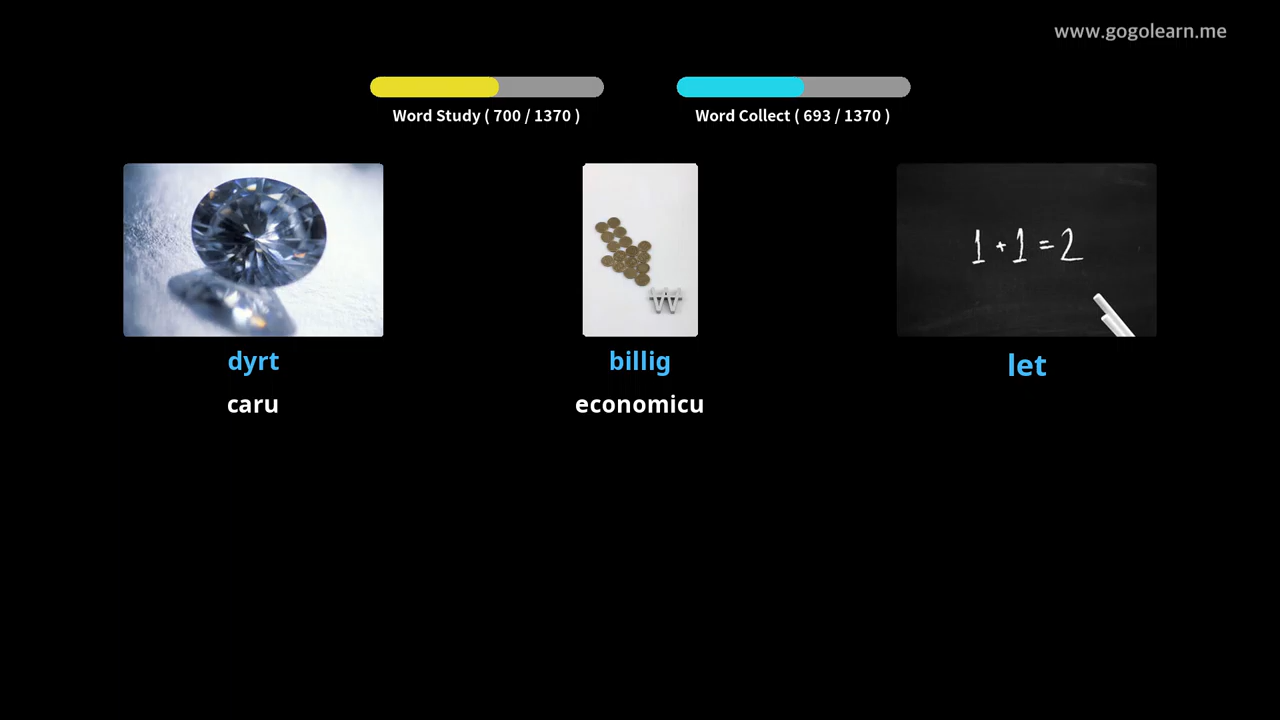 www.gogolearn.me
Word Study ( 700 / 1370 )
Word Collect ( 693 / 1370 )
1 + 1 = 2
₩
dyrt
billig
let
caru
economicu